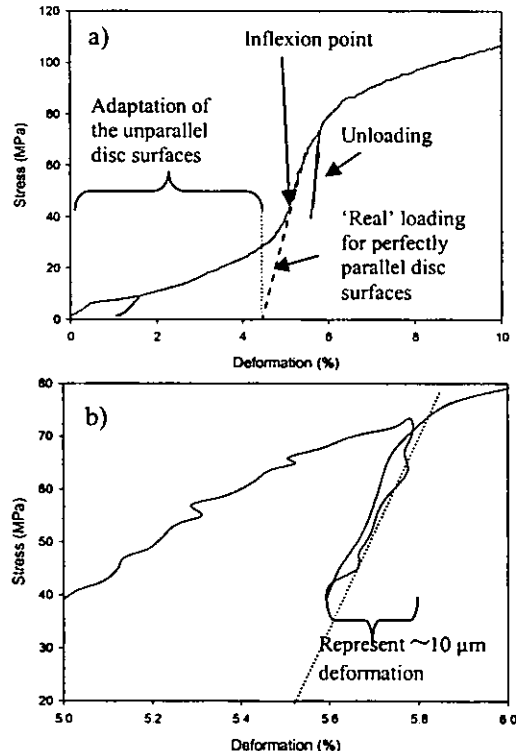 a)
Inflexion point
Adaptation of
the unparallel
disc surfaces
Unloading
'Real' loading
for perfectly
parallel disc
surfaces
Stress (MPa)
120
100
80
60
40
20
0
0 2 4 6 8 10
Deformation (%)
b)
Stress (MPa)
80
70
60
50
40
30
20
Represent ~10 µm
deformation
5.0 5.2 5.4 5.6 5.8 6.0
Deformation (%)